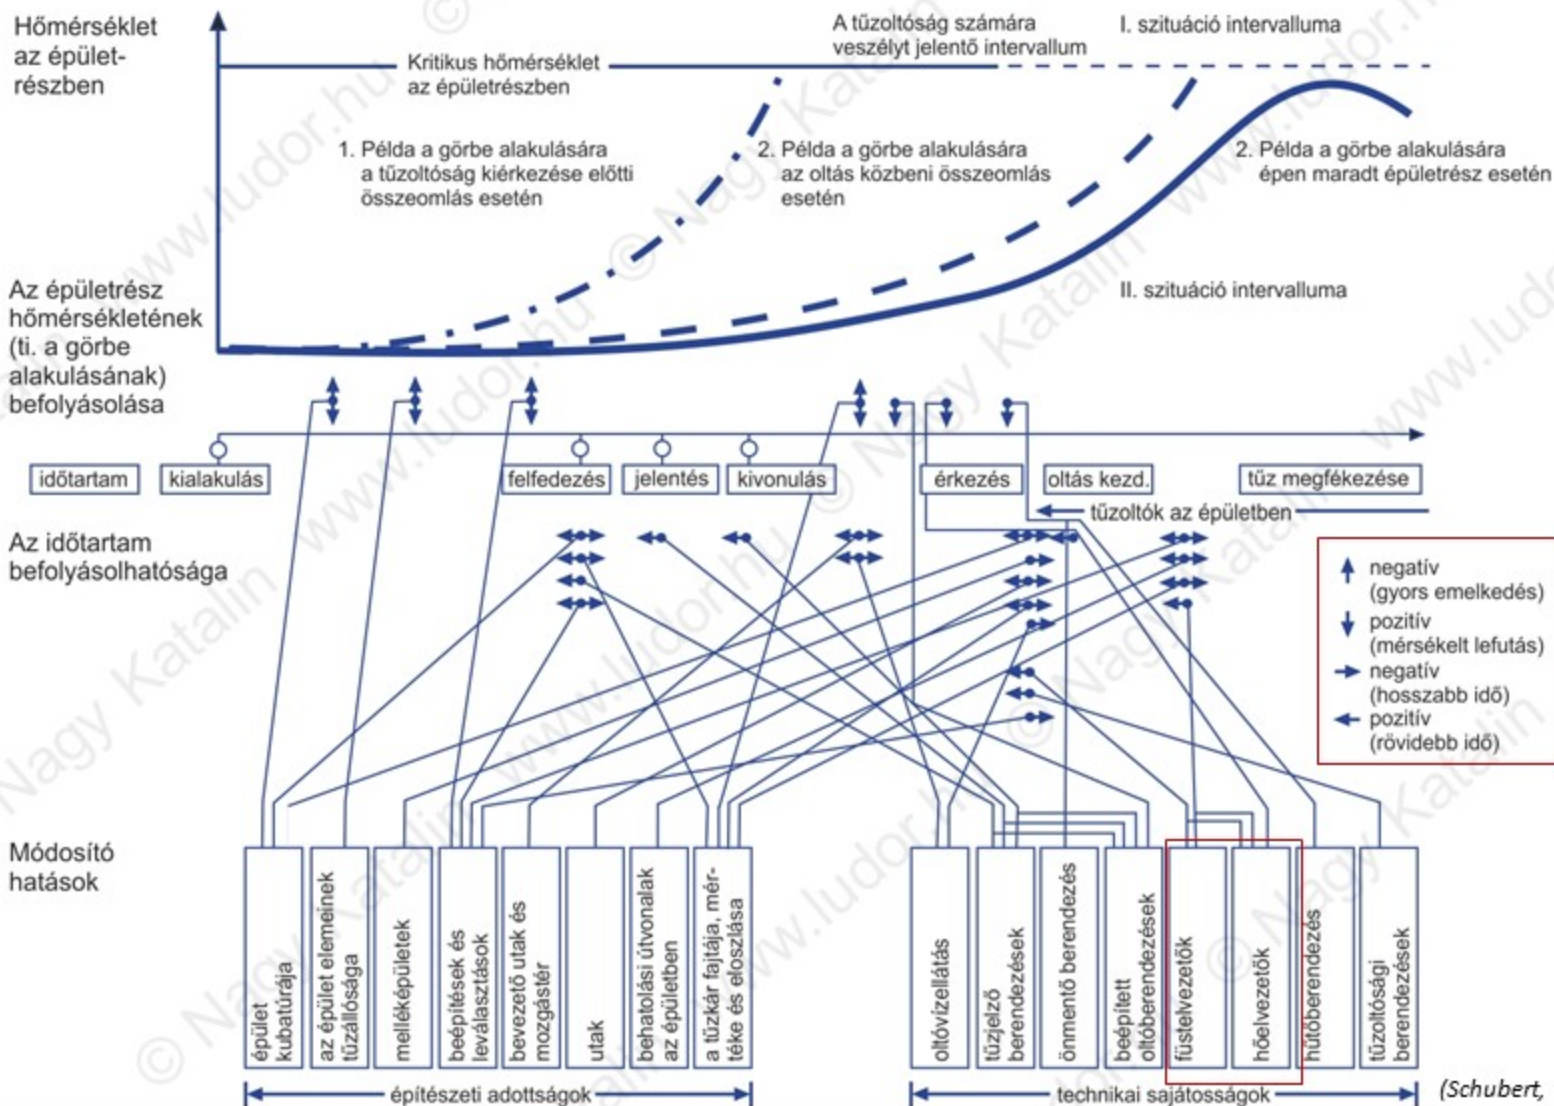 Hőmérséklet
az épület-
részben
Kritikus hőmérséklet
az épületrészben
A tűzoltóság számára
veszélyt jelentő intervallum
I. szituáció intervalluma
1. Példa a görbe alakulására
a tűzoltóság kiérkezése előtti
összeomlás esetén
2. Példa a görbe alakulására
az oltás közbeni összeomlás
esetén
2. Példa a görbe alakulására
épen maradt épületrész esetén
II. szituáció intervalluma
Az épületrész
hőmérsékletének
(ti. a görbe
alakulásának)
befolyásolása
időtartam
kialakulás
felfedezés
jelentés
kivonulás
érkezés
oltás kezd.
tűz megfékezése
tűzoltók az épületben
Az időtartam
befolyásolhatósága
negatív
(gyors emelkedés)
pozitív
(mérsékelt lefutás)
negatív
(hosszabb idő)
pozitív
(rövidebb idő)
Módosító
hatások
épület
kubatúrája
az épület elemeinek
tűzállósága
melléképületek
beépítések és
leválasztások
bevezető utak és
mozgástér
utak
behatolási útvonalak
az épületben
a tűzkár fajtája, mér-
téke és eloszlása
oltóvízellátás
tűzjelző
berendezések
önmentő berendezés
beépített
oltóberendezések
füstelvezetők
hőelvezetők
hűtőberendezés
tűzoltósági
berendezések
építészeti adottságok
technikai sajátosságok
(Schubert,
© Nagy Katalin www.ludor.hu